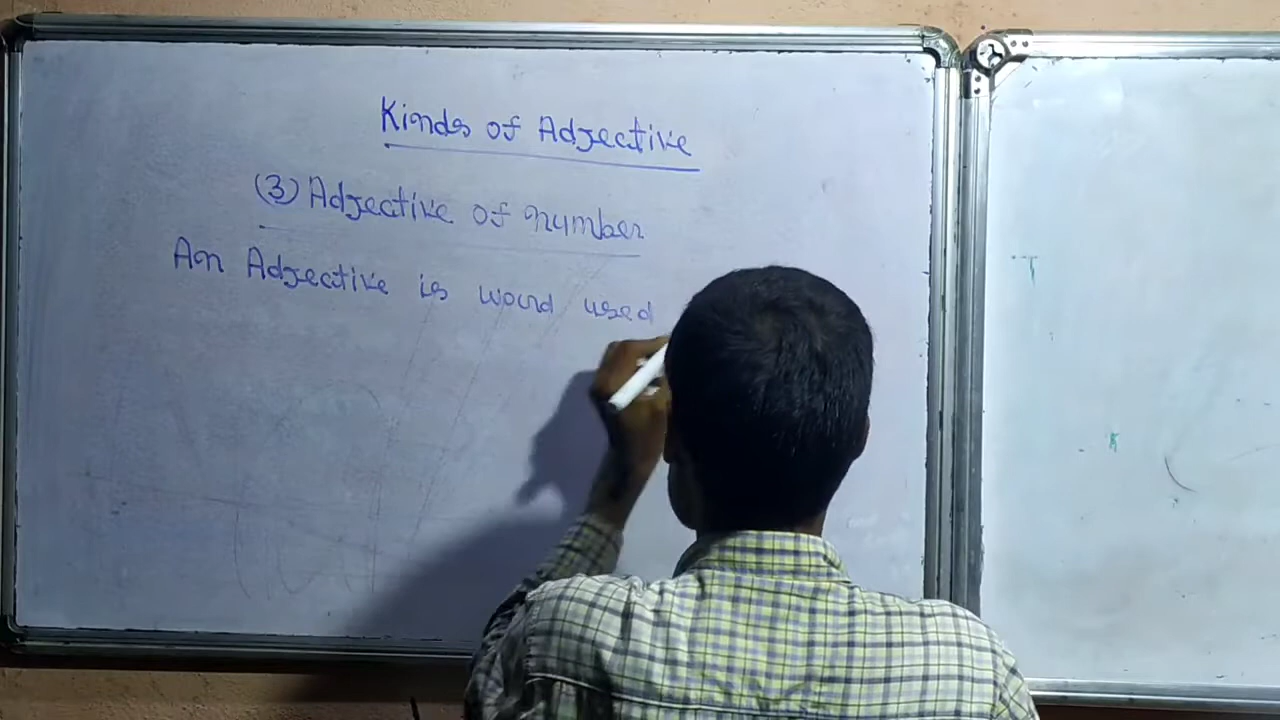 Kinds of Adjective
(3) Adjective of number
An Adjective is word used